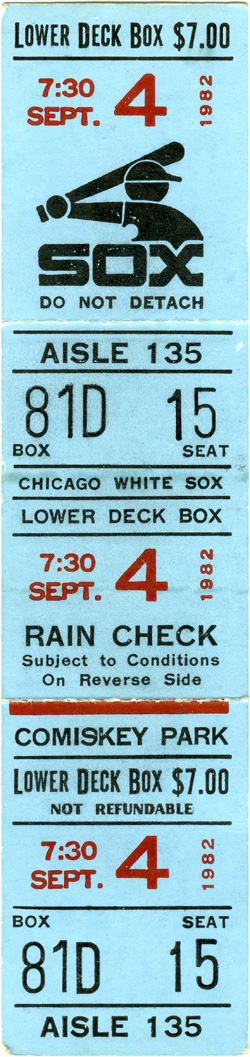 LOWER DECK BOX $7.00
7:30
SEPT. 4 1982
SOX
DO NOT DETACH
AISLE 135
81D 15
BOX SEAT
CHICAGO WHITE SOX
LOWER DECK BOX
7:30
SEPT. 4 1982
RAIN CHECK
Subject to Conditions
On Reverse Side
COMISKEY PARK
LOWER DECK BOX $7.00
NOT REFUNDABLE
7:30
SEPT. 4 1982
BOX SEAT
81D 15
AISLE 135